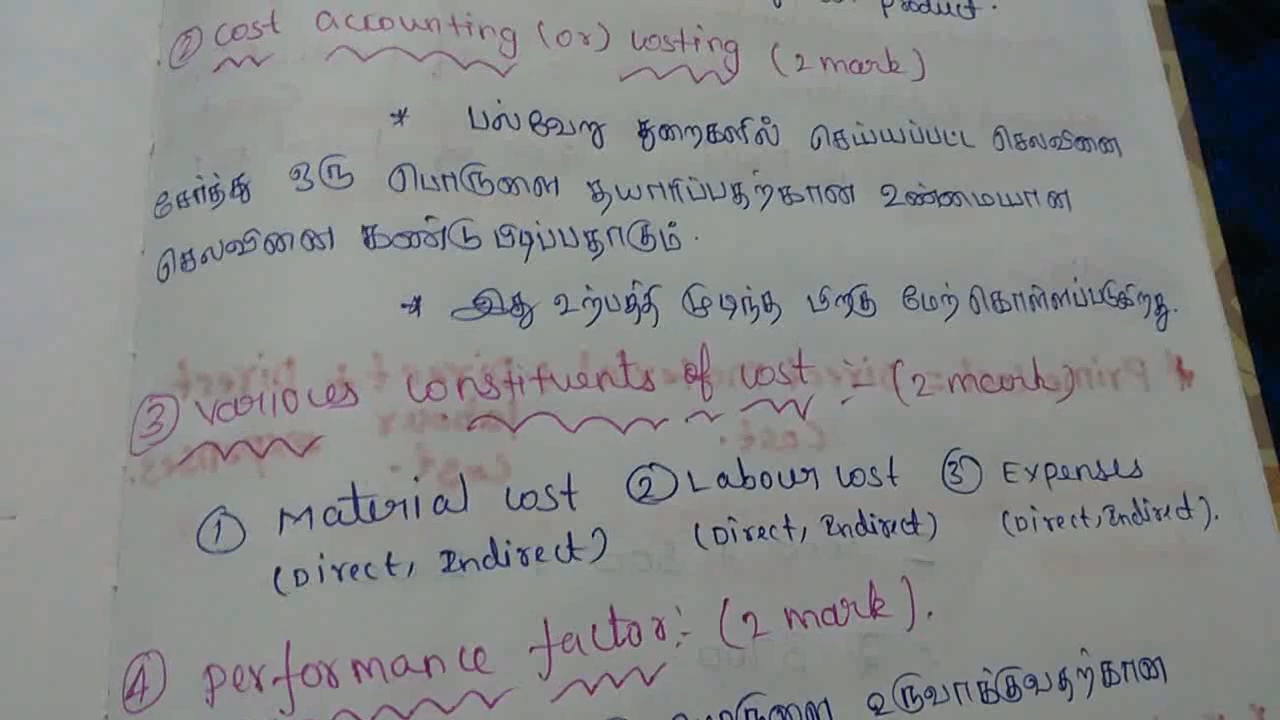 product.
② cost accounting (or) costing (2 mark)
* பல்வேறு துறைகளில் செய்யப்பட்ட செலவினை
சேர்த்து ஒரு பொருளை தயாரிப்பதற்கான உண்மையான
செலவினை கண்டு பிடிப்பதாகும்.
* இது உற்பத்தி முடிந்த பிறகு மேற் கொள்ளப்படுகிறது.
③ various constituents of cost :- (2 mark)
① Material cost ② Labour cost ③ Expenses
(Direct, Indirect) (Direct, Indirect) (Direct, Indirect).
④ performance factor:- (2 mark).
உருவாக்குவதற்கான